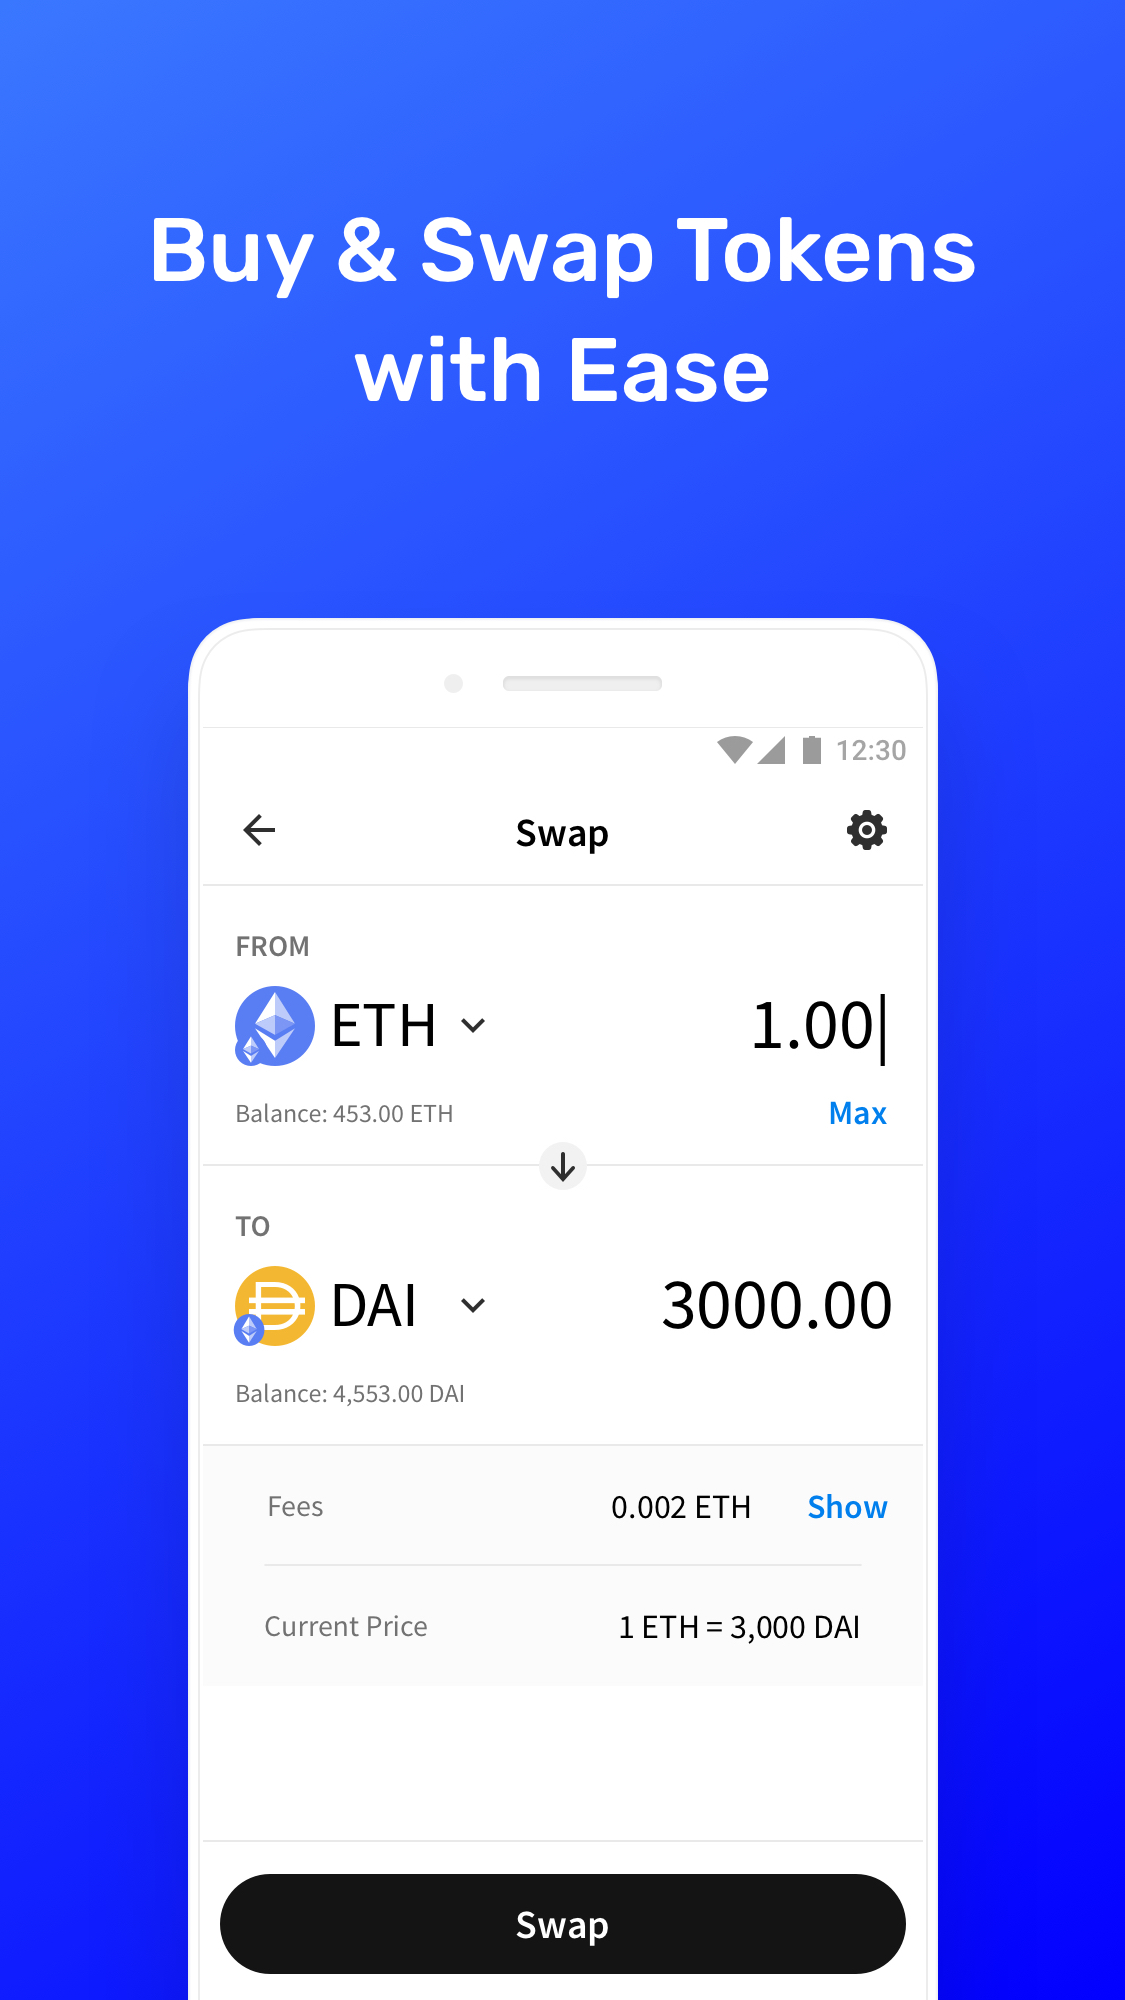 Buy & Swap Tokens
with Ease
12:30
Swap
FROM
ETH 1.00
Balance: 453.00 ETH Max
TO
DAI 3000.00
Balance: 4,553.00 DAI
Fees 0.002 ETH Show
Current Price 1 ETH = 3,000 DAI
Swap